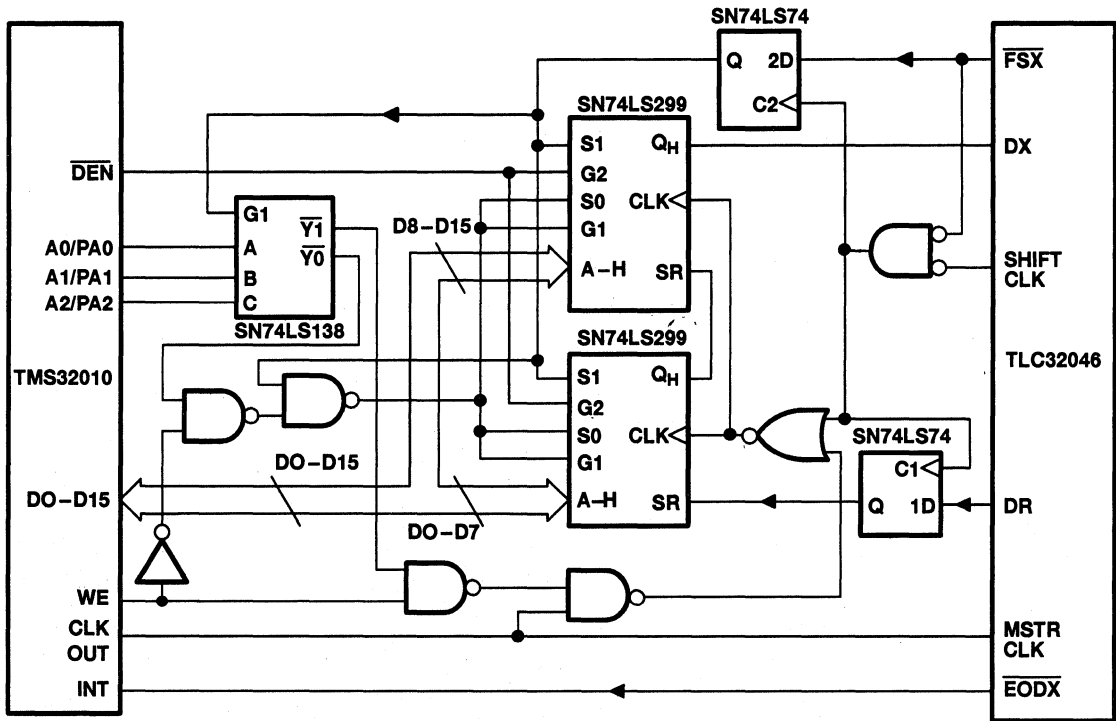 SN74LS74
Q 2D
C2
FSX
SN74LS299
S1 QH
G2
S0 CLK
G1
A–H
SR
DX
DEN
G1 Y1
A Y0
B
C
A0/PA0
A1/PA1
A2/PA2
SN74LS138
D8–D15
SHIFT
CLK
SN74LS299
S1 QH
G2
S0 CLK
G1
A–H SR
TMS32010
TLC32046
SN74LS74
C1
Q 1D
DO–D15
DO–D15
DO–D7
DR
WE
CLK
OUT
MSTR
CLK
INT
EODX